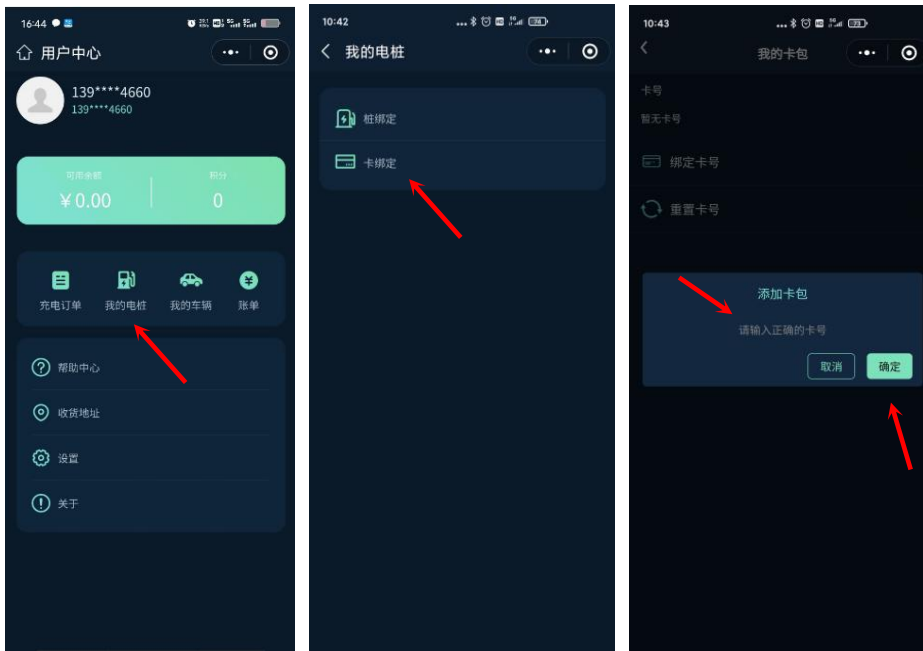 16:44
用户中心
139****4660
139****4660
可用余额 积分
¥0.00 0
充电订单 我的电桩 我的车辆 账单
帮助中心
收货地址
设置
关于
10:42
我的电桩
桩绑定
卡绑定
10:43
我的卡包
卡号
暂无卡号
绑定卡号
重置卡号
添加卡包
请输入正确的卡号
取消 确定